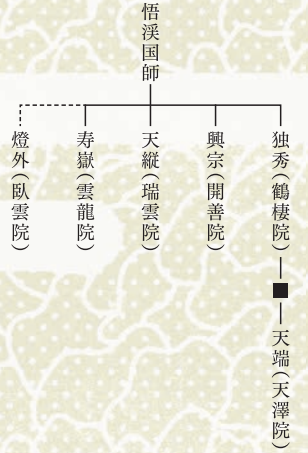 悟渓国師
独秀(鶴棲院)
天端(天澤院)
興宗(開善院)
天縦(瑞雲院)
寿嶽(雲龍院)
燈外(臥雲院)